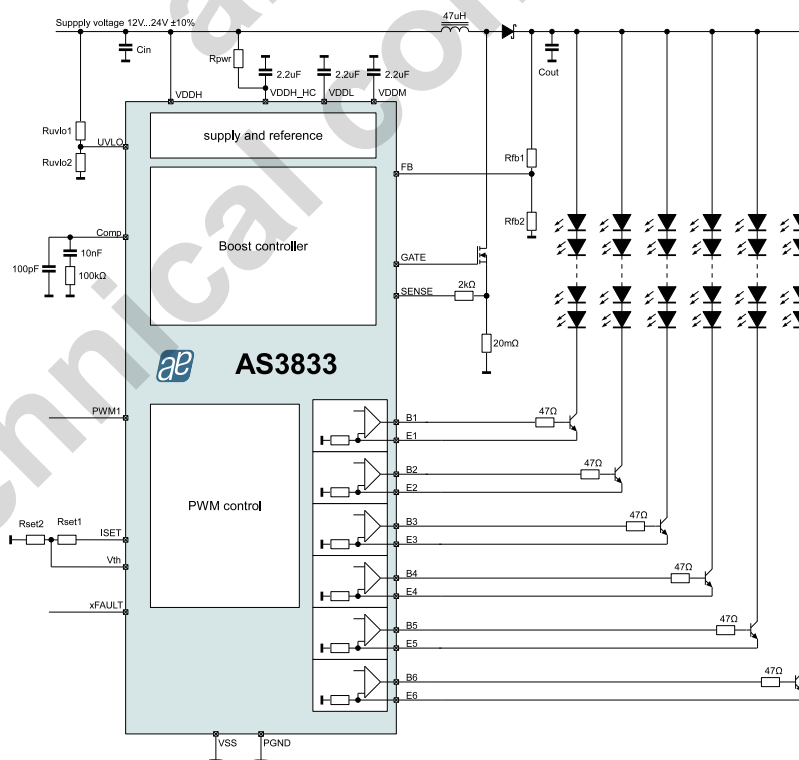 Suppply voltage 12V...24V ±10%
47uH
Cin
Rpwr
2.2uF
2.2uF
2.2uF
Cout
VDDH
VDDH_HC
VDDL
VDDM
Ruvlo1
UVLO
Ruvlo2
supply and reference
FB
Rfb1
Rfb2
Comp
10nF
100pF
100kΩ
Boost controller
GATE
SENSE
2kΩ
20mΩ
AS3833
PWM1
B1
47Ω
E1
B2
47Ω
E2
PWM control
B3
47Ω
E3
Rset2
Rset1
ISET
Vth
B4
47Ω
E4
xFAULT
B5
47Ω
E5
B6
47Ω
E6
VSS
PGND